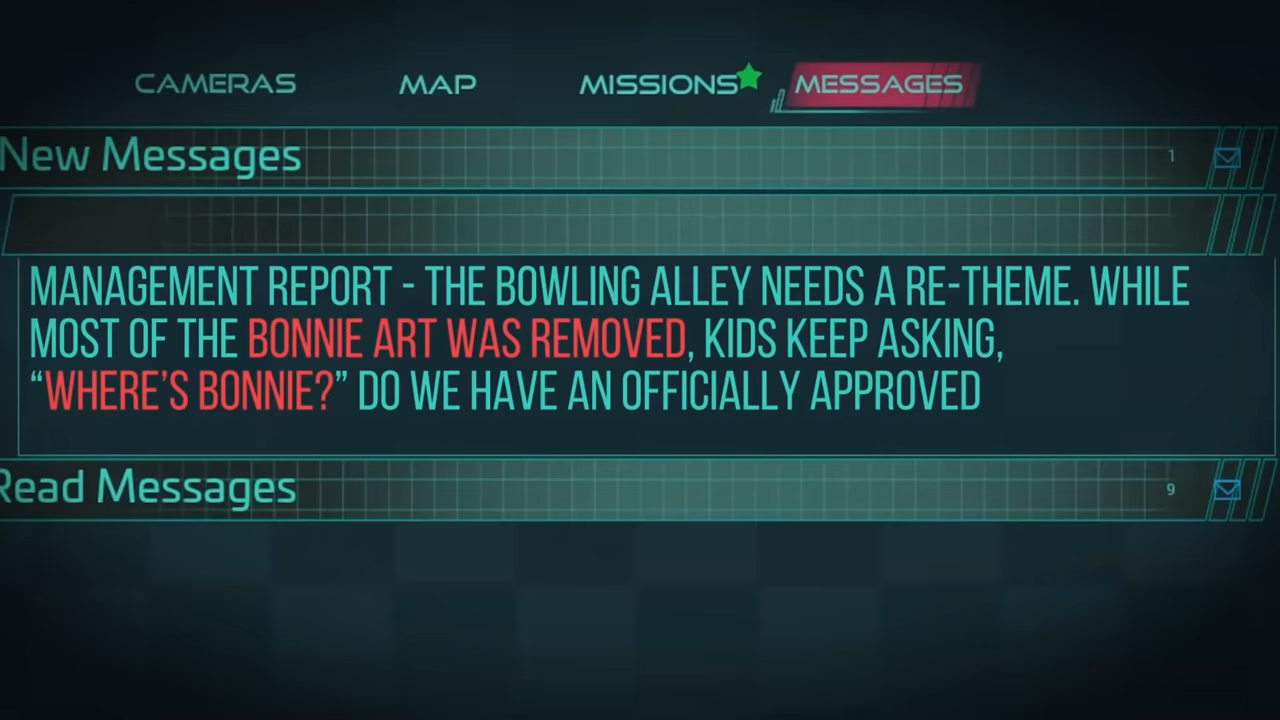 CAMERAS MAP MISSIONS MESSAGES
New Messages 1
MANAGEMENT REPORT - THE BOWLING ALLEY NEEDS A RE-THEME. WHILE
MOST OF THE BONNIE ART WAS REMOVED, KIDS KEEP ASKING,
“WHERE’S BONNIE?” DO WE HAVE AN OFFICIALLY APPROVED
Read Messages 9